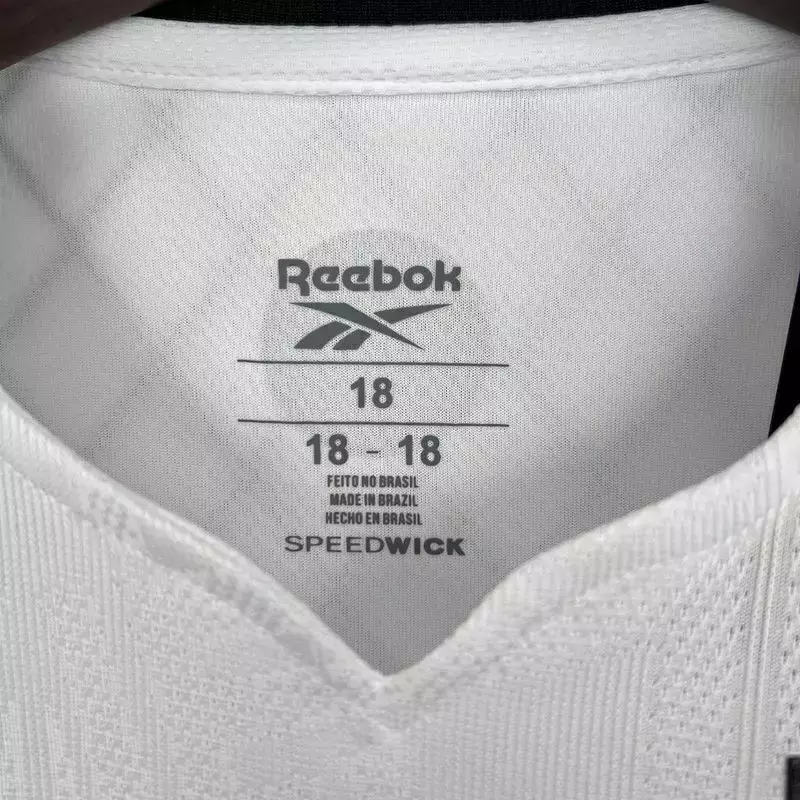 Reebok
18
18 - 18
FEITO NO BRASIL
MADE IN BRAZIL
HECHO EN BRASIL
SPEEDWICK